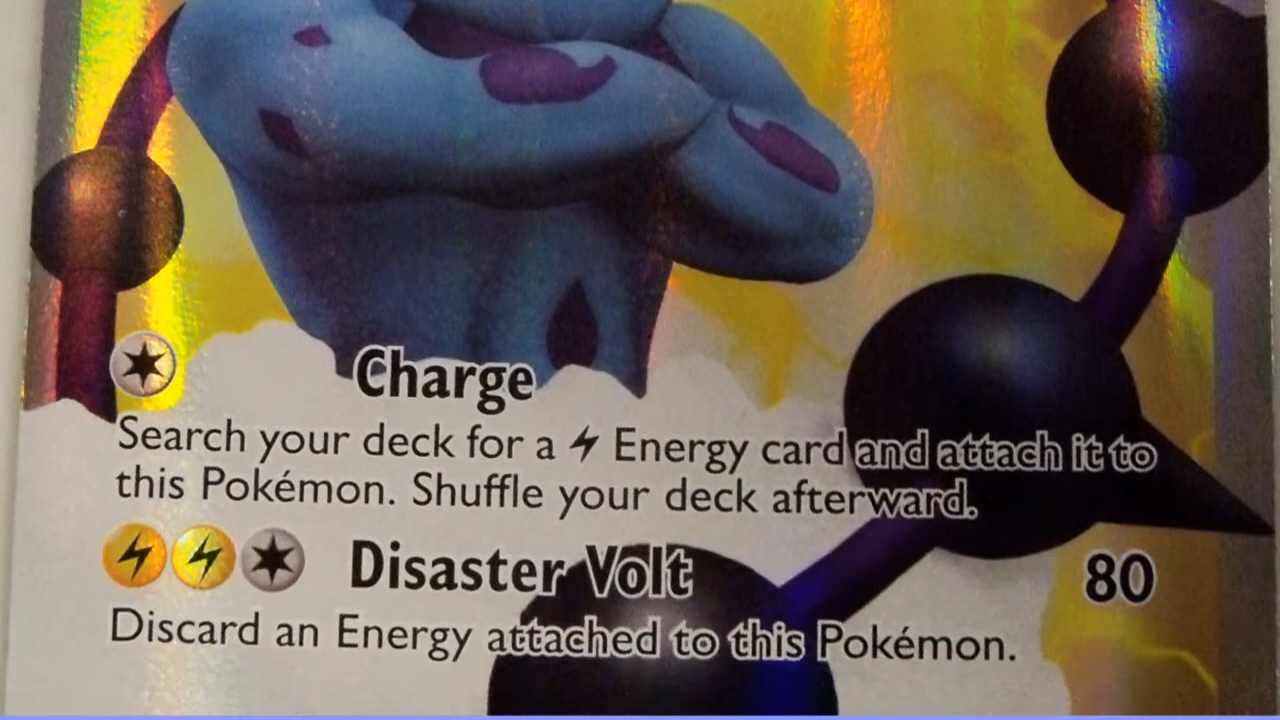 Charge
Search your deck for a Energy card and attach it to
this Pokémon. Shuffle your deck afterward.
Disaster Volt 80
Discard an Energy attached to this Pokémon.